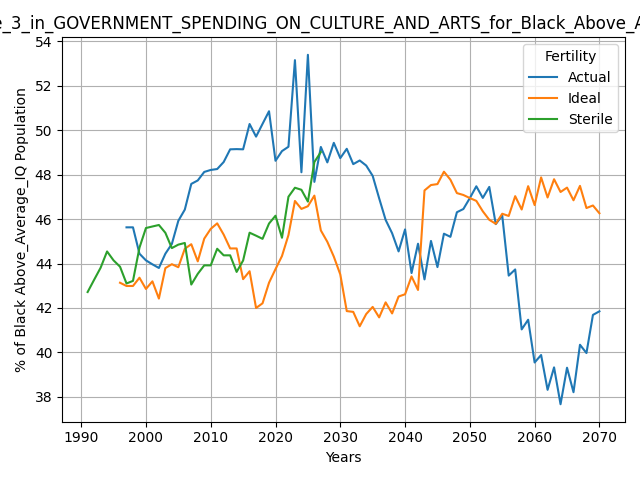 e_3_in_GOVERNMENT_SPENDING_ON_CULTURE_AND_ARTS_for_Black_Above_A
% of Black Above_Average_IQ Population
54
52
50
48
46
44
42
40
38
Fertility
Actual
Ideal
Sterile
1990 2000 2010 2020 2030 2040 2050 2060 2070
Years